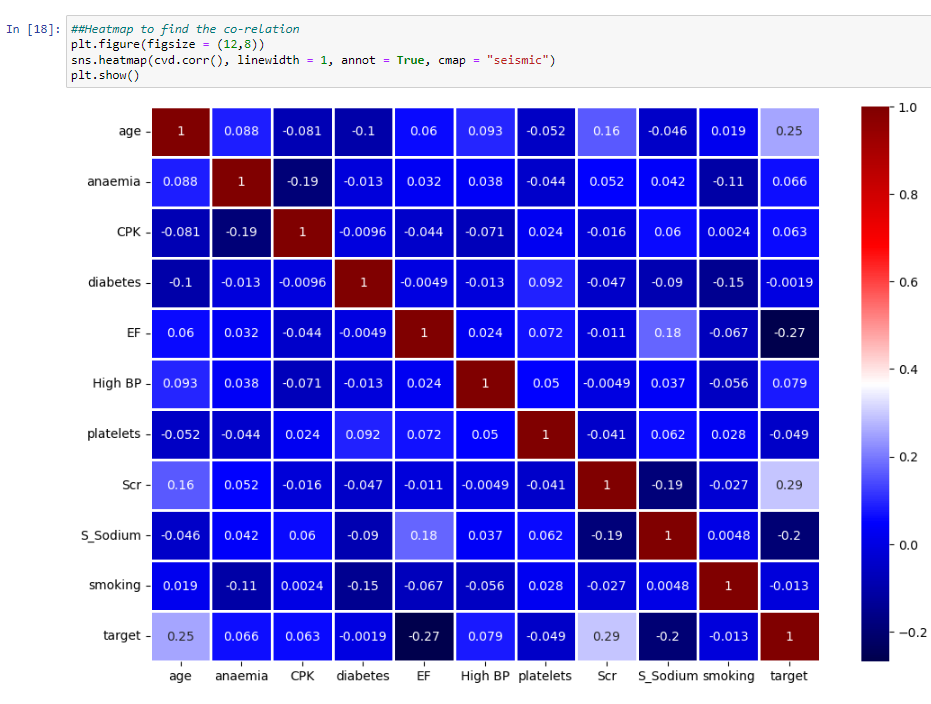 In [18]: ##Heatmap to find the co-relation
plt.figure(figsize = (12,8))
sns.heatmap(cvd.corr(), linewidth = 1, annot = True, cmap = "seismic")
plt.show()
age 1 0.088 -0.081 -0.1 0.06 0.093 -0.052 0.16 -0.046 0.019 0.25
anaemia 0.088 1 -0.19 -0.013 0.032 0.038 -0.044 0.052 0.042 -0.11 0.066
CPK -0.081 -0.19 1 -0.0096 -0.044 -0.071 0.024 -0.016 0.06 0.0024 0.063
diabetes -0.1 -0.013 -0.0096 1 -0.0049 -0.013 0.092 -0.047 -0.09 -0.15 -0.0019
EF 0.06 0.032 -0.044 -0.0049 1 0.024 0.072 -0.011 0.18 -0.067 -0.27
High BP 0.093 0.038 -0.071 -0.013 0.024 1 0.05 -0.0049 0.037 -0.056 0.079
platelets -0.052 -0.044 0.024 0.092 0.072 0.05 1 -0.041 0.062 0.028 -0.049
Scr 0.16 0.052 -0.016 -0.047 -0.011 -0.0049 -0.041 1 -0.19 -0.027 0.29
S_Sodium -0.046 0.042 0.06 -0.09 0.18 0.037 0.062 -0.19 1 0.0048 -0.2
smoking 0.019 -0.11 0.0024 -0.15 -0.067 -0.056 0.028 -0.027 0.0048 1 -0.013
target 0.25 0.066 0.063 -0.0019 -0.27 0.079 -0.049 0.29 -0.2 -0.013 1
age anaemia CPK diabetes EF High BP platelets Scr S_Sodium smoking target
1.0
0.8
0.6
0.4
0.2
0.0
−0.2